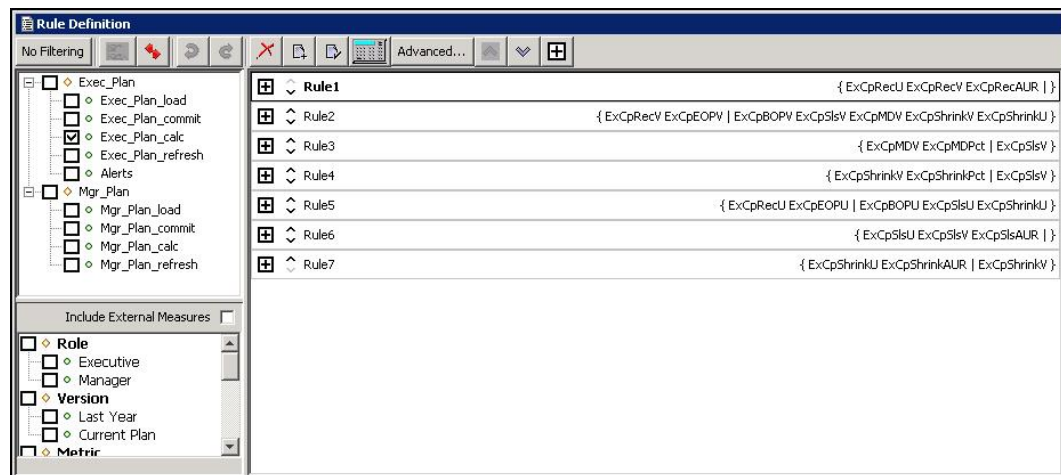 Rule Definition
No Filtering Advanced...
Exec_Plan
Exec_Plan_load
Exec_Plan_commit
Exec_Plan_calc
Exec_Plan_refresh
Alerts
Mgr_Plan
Mgr_Plan_load
Mgr_Plan_commit
Mgr_Plan_calc
Mgr_Plan_refresh
Include External Measures
Role
Executive
Manager
Version
Last Year
Current Plan
Metric
Rule1 { ExCpRecU ExCpRecV ExCpRecAUR | }
Rule2 { ExCpRecV ExCpEOPV | ExCpBOPV ExCpSlsV ExCpMDV ExCpShrinkV ExCpShrinkU }
Rule3 { ExCpMDV ExCpMDPct | ExCpSlsV }
Rule4 { ExCpShrinkV ExCpShrinkPct | ExCpSlsV }
Rule5 { ExCpRecU ExCpEOPU | ExCpBOPU ExCpSlsU ExCpShrinkU }
Rule6 { ExCpSlsU ExCpSlsV ExCpSlsAUR | }
Rule7 { ExCpShrinkU ExCpShrinkAUR | ExCpShrinkV }